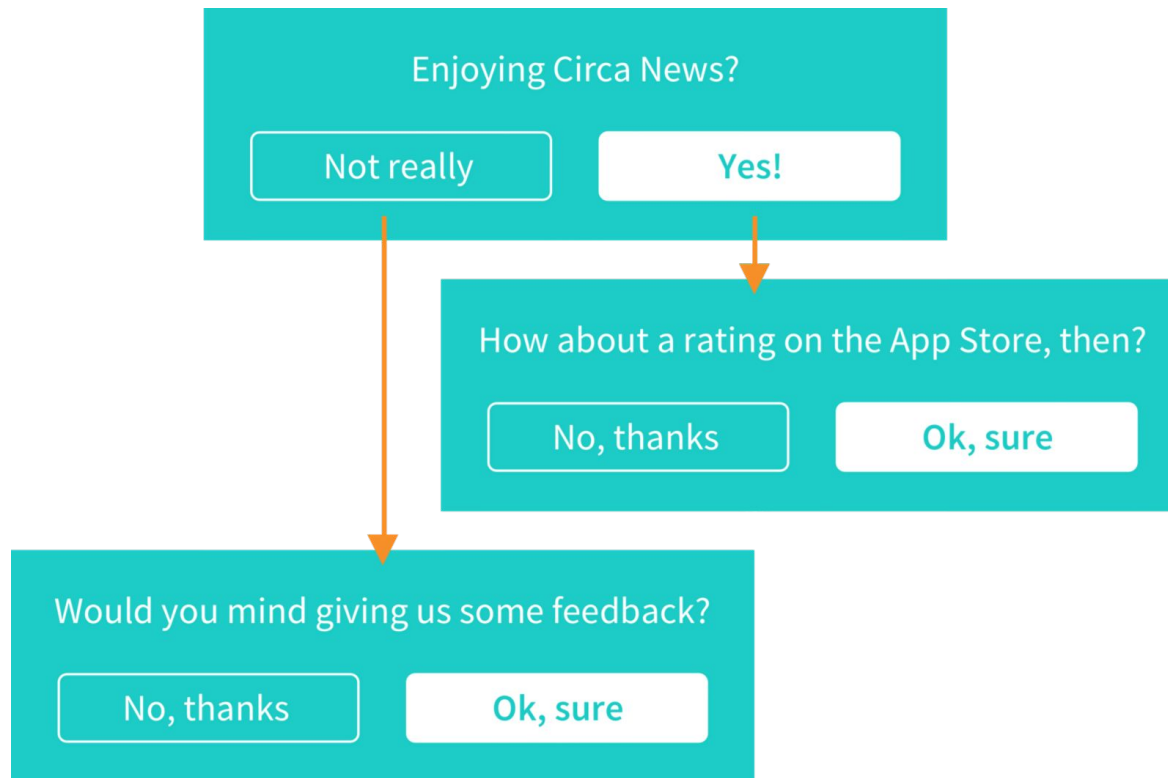 Enjoying Circa News?
Not really
Yes!
How about a rating on the App Store, then?
No, thanks
Ok, sure
Would you mind giving us some feedback?
No, thanks
Ok, sure